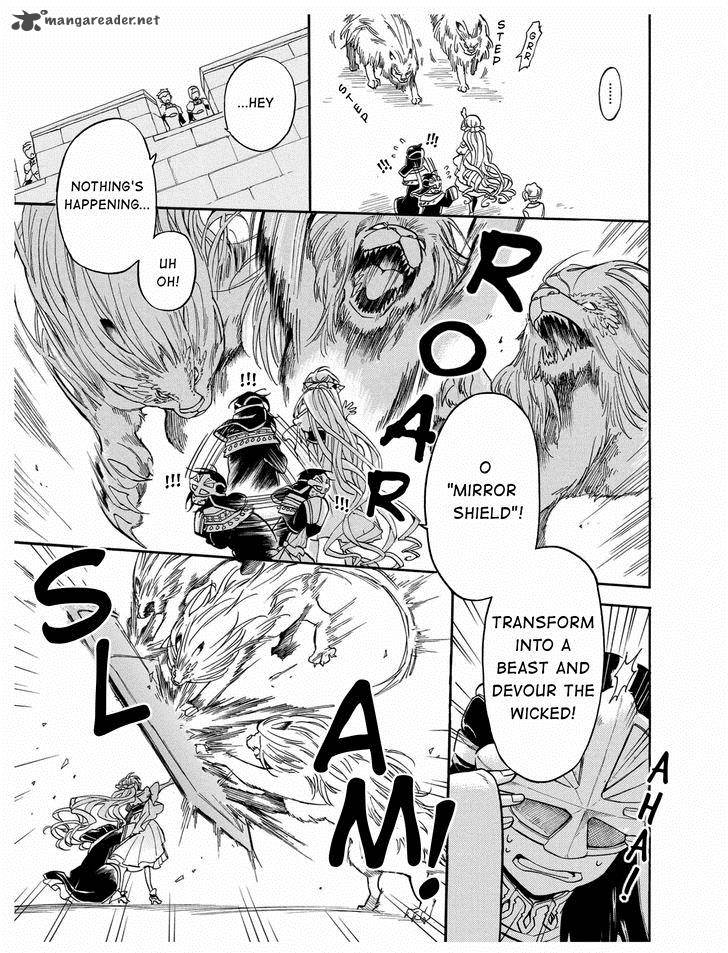 mangareader.net
GRR
STEP
STEP
.......
!!!
!!!
???
...HEY
NOTHING'S
HAPPENING...
UH
OH!
ROAR
!!!
!!!
!!!
O
"MIRROR
SHIELD"!
TRANSFORM
INTO A
BEAST AND
DEVOUR THE
WICKED!
AHA!
SLAM!